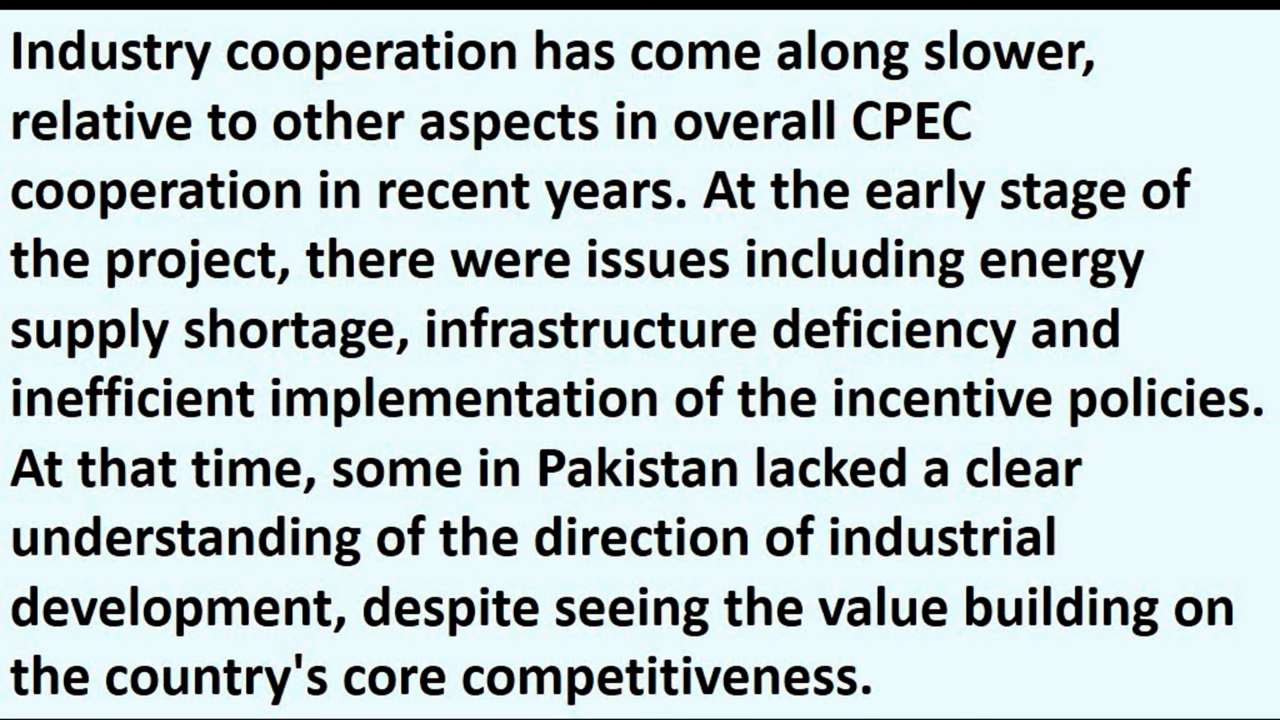 Industry cooperation has come along slower,
relative to other aspects in overall CPEC
cooperation in recent years. At the early stage of
the project, there were issues including energy
supply shortage, infrastructure deficiency and
inefficient implementation of the incentive policies.
At that time, some in Pakistan lacked a clear
understanding of the direction of industrial
development, despite seeing the value building on
the country's core competitiveness.